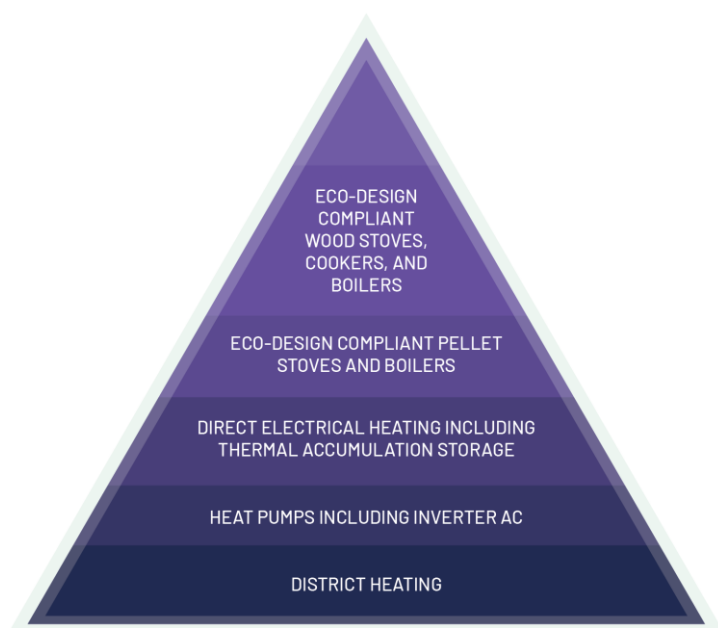 ECO-DESIGN
COMPLIANT
WOOD STOVES,
COOKERS, AND
BOILERS
ECO-DESIGN COMPLIANT PELLET
STOVES AND BOILERS
DIRECT ELECTRICAL HEATING INCLUDING
THERMAL ACCUMULATION STORAGE
HEAT PUMPS INCLUDING INVERTER AC
DISTRICT HEATING